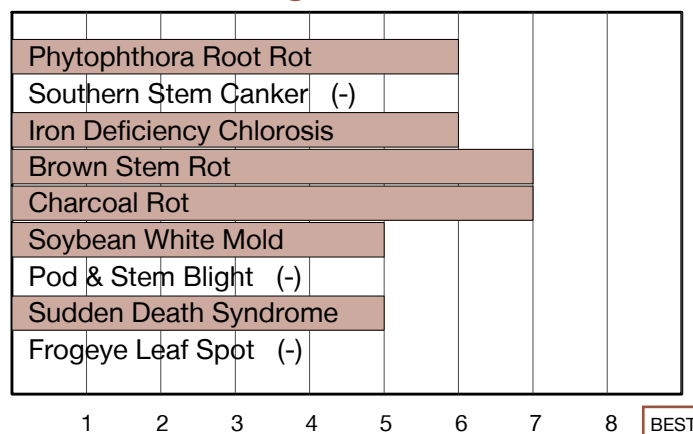 Phytophthora Root Rot
Southern Stem Canker (-)
Iron Deficiency Chlorosis
Brown Stem Rot
Charcoal Rot
Soybean White Mold
Pod & Stem Blight (-)
Sudden Death Syndrome
Frogeye Leaf Spot (-)
1 2 3 4 5 6 7 8 BEST